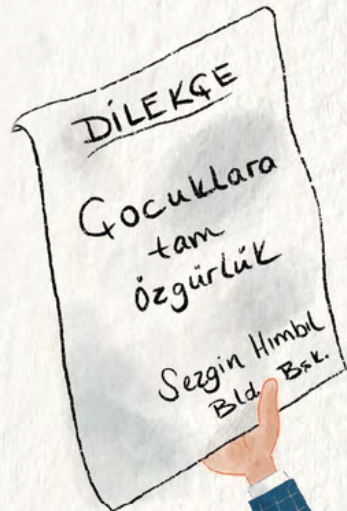 DİLEKÇE
Çocuklara
tam
özgürlük
Sezgin Hımbıl
Bld. Bşk.